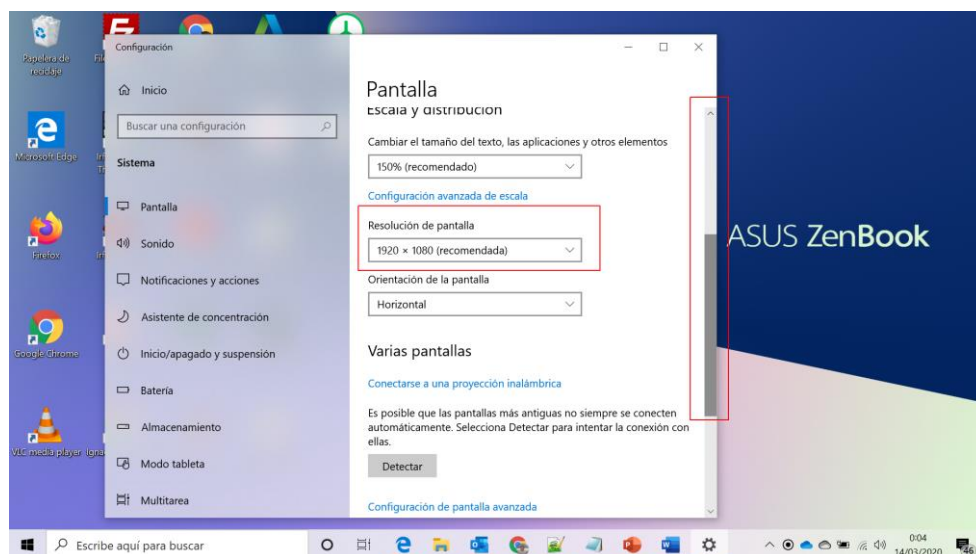 Papelera de
reciclaje
Microsoft Edge
Firefox
Google Chrome
VLC media player
Configuración
Inicio
Buscar una configuración
Sistema
Pantalla
Sonido
Notificaciones y acciones
Asistente de concentración
Inicio/apagado y suspensión
Batería
Almacenamiento
Modo tableta
Multitarea
Pantalla
Escala y distribución
Cambiar el tamaño del texto, las aplicaciones y otros elementos
150% (recomendado)
Configuración avanzada de escala
Resolución de pantalla
1920 × 1080 (recomendada)
Orientación de la pantalla
Horizontal
Varias pantallas
Conectarse a una proyección inalámbrica
Es posible que las pantallas más antiguas no siempre se conecten
automáticamente. Selecciona Detectar para intentar la conexión con
ellas.
Detectar
Configuración de pantalla avanzada
ASUS ZenBook
Escribe aquí para buscar
0:04
14/03/2020